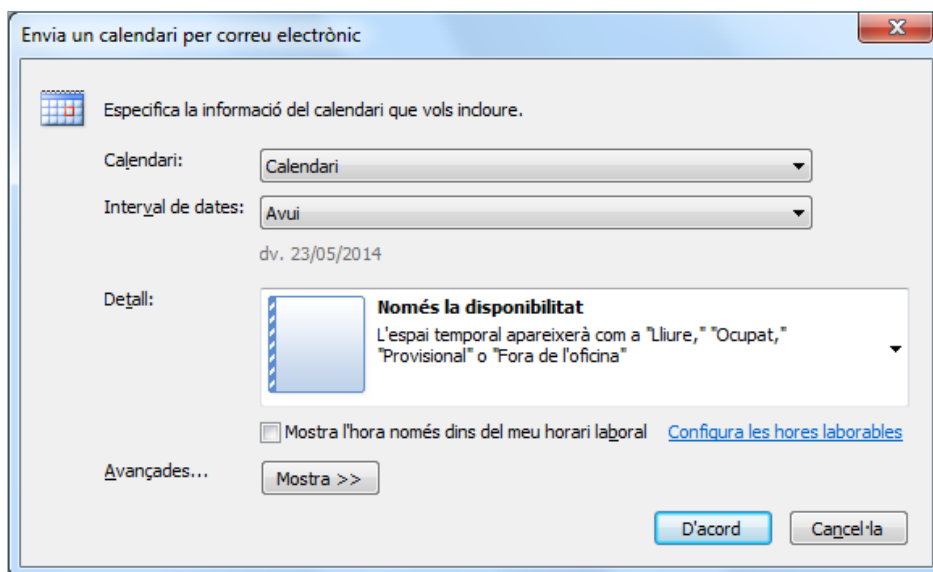 Envia un calendari per correu electrònic
Especifica la informació del calendari que vols incloure.
Calendari:
Calendari
Interval de dates:
Avui
dv. 23/05/2014
Detall:
Només la disponibilitat
L'espai temporal apareixerà com a "Lliure," "Ocupat,"
"Provisional" o "Fora de l'oficina"
Mostra l'hora només dins del meu horari laboral Configura les hores laborables
Avançades...
Mostra >>
D'acord Cancel·la